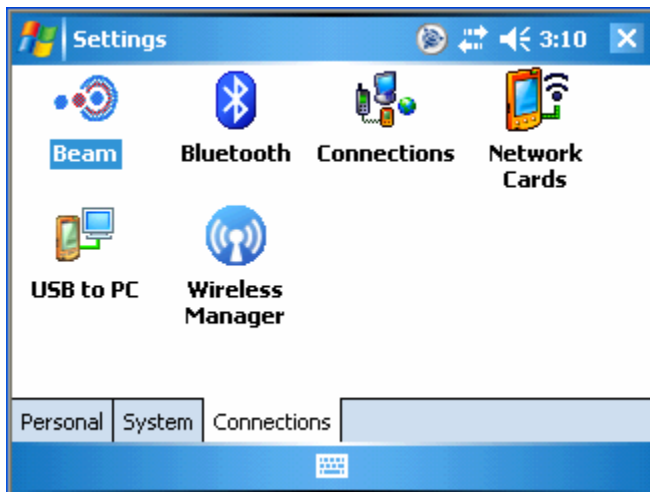 Settings 3:10
Beam Bluetooth Connections Network Cards
USB to PC Wireless Manager
Personal System Connections